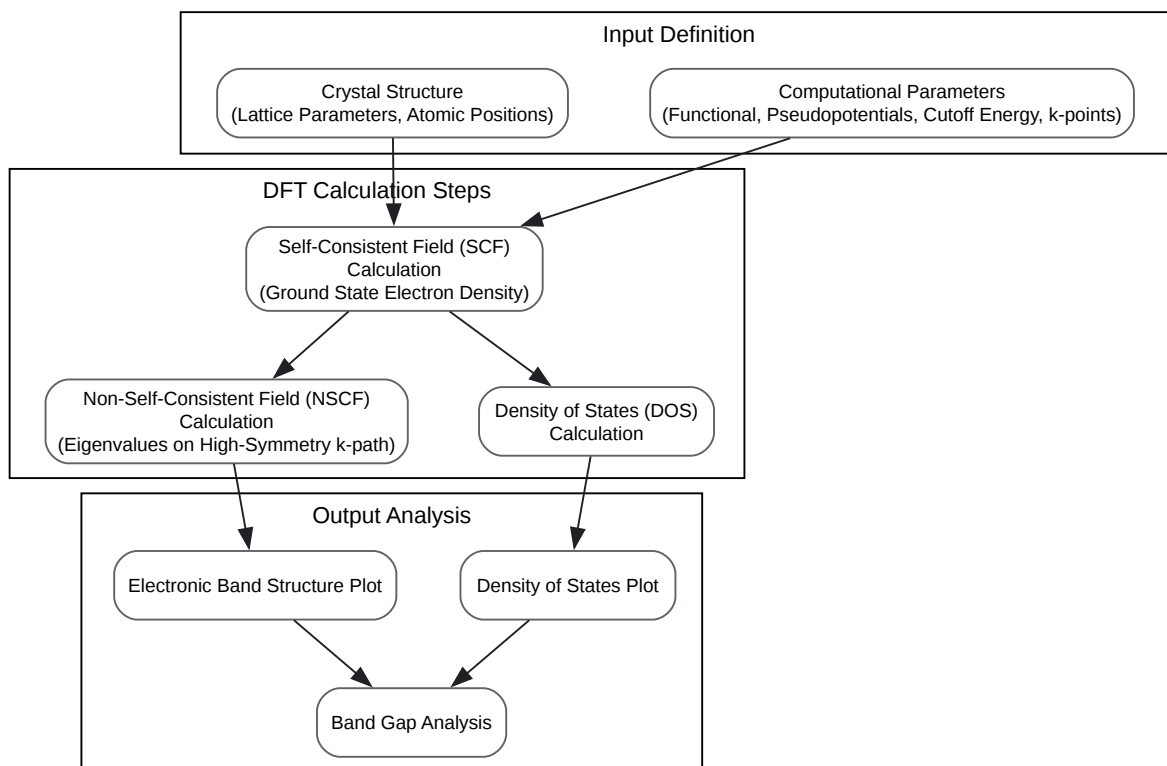 Input Definition
Crystal Structure
(Lattice Parameters, Atomic Positions)
Computational Parameters
(Functional, Pseudopotentials, Cutoff Energy, k-points)
DFT Calculation Steps
Self-Consistent Field (SCF)
Calculation
(Ground State Electron Density)
Non-Self-Consistent Field (NSCF)
Calculation
(Eigenvalues on High-Symmetry k-path)
Density of States (DOS)
Calculation
Output Analysis
Electronic Band Structure Plot
Density of States Plot
Band Gap Analysis